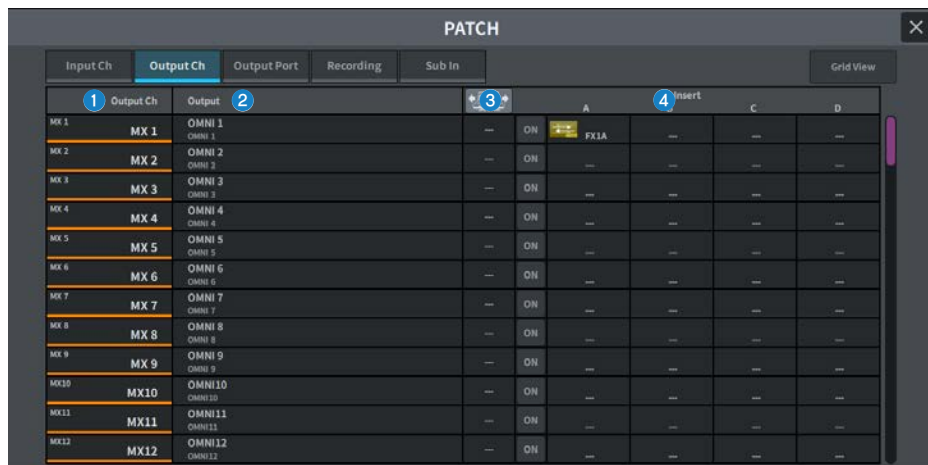 PATCH
Input Ch Output Ch Output Port Recording Sub In Grid View
1 Output Ch Output 2 3 4 Insert
A C D
MX 1 MX 1 OMNI 1 OMNI 1 --- ON FX1A --- --- ---
MX 2 MX 2 OMNI 2 OMNI 2 --- ON --- --- --- ---
MX 3 MX 3 OMNI 3 OMNI 3 --- ON --- --- --- ---
MX 4 MX 4 OMNI 4 OMNI 4 --- ON --- --- --- ---
MX 5 MX 5 OMNI 5 OMNI 5 --- ON --- --- --- ---
MX 6 MX 6 OMNI 6 OMNI 6 --- ON --- --- --- ---
MX 7 MX 7 OMNI 7 OMNI 7 --- ON --- --- --- ---
MX 8 MX 8 OMNI 8 OMNI 8 --- ON --- --- --- ---
MX 9 MX 9 OMNI 9 OMNI 9 --- ON --- --- --- ---
MX10 MX10 OMNI10 OMNI10 --- ON --- --- --- ---
MX11 MX11 OMNI11 OMNI11 --- ON --- --- --- ---
MX12 MX12 OMNI12 OMNI12 --- ON --- --- --- ---